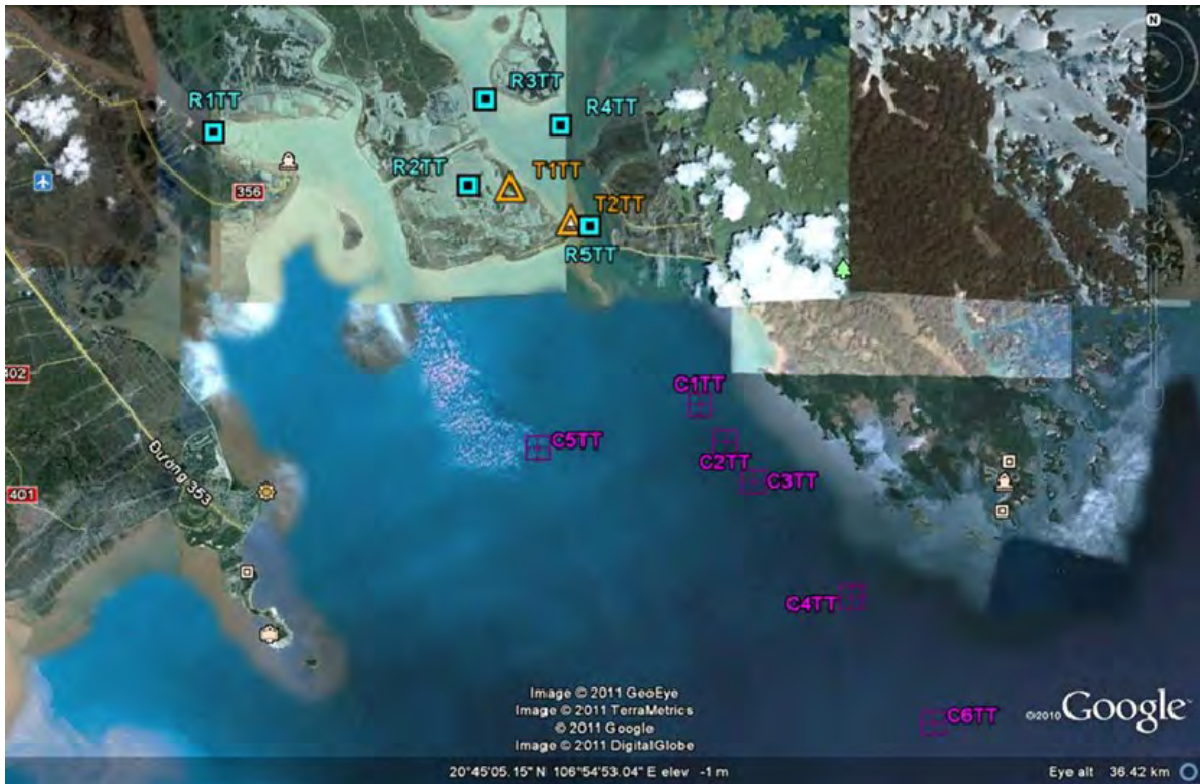 N
R3TT
R1TT
R4TT
R2TT
T1TT
356
T2TT
R5TT
402
C1TT
C5TT
C2TT
C3TT
Đường 353
401
C4TT
Image © 2011 GeoEye
Image © 2011 TerraMetrics
© 2011 Google
Image © 2011 DigitalGlobe
C6TT
©2010 Google
20°45'05.15" N 106°54'53.04" E elev -1 m
Eye alt 36.42 km